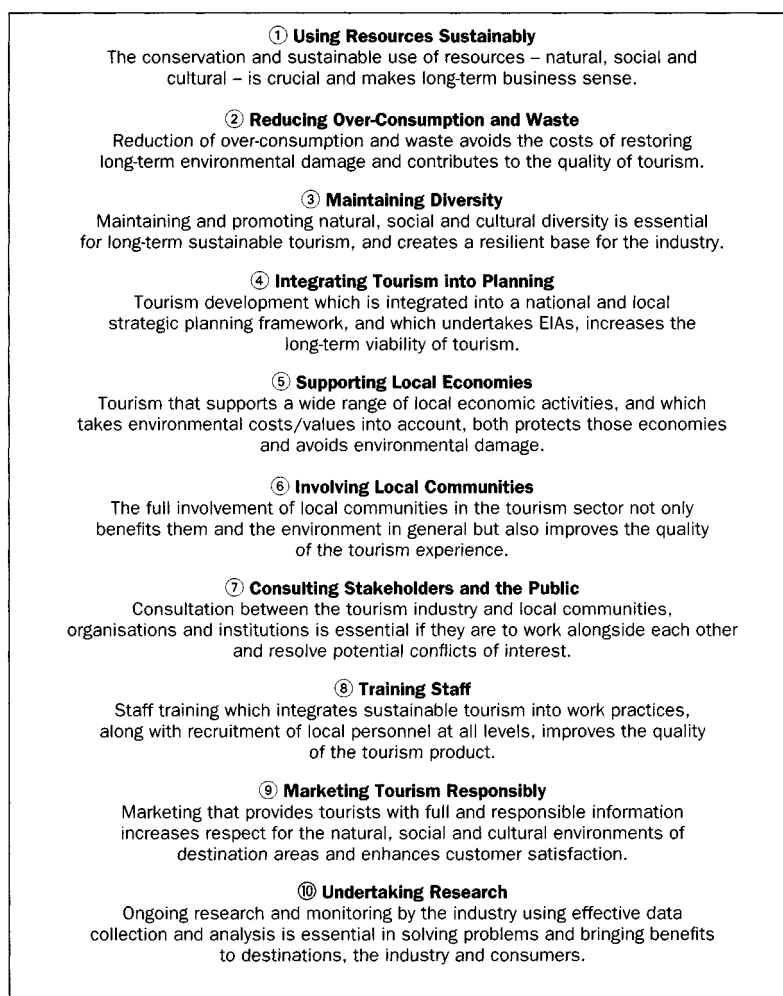 ① Using Resources Sustainably
The conservation and sustainable use of resources – natural, social and
cultural – is crucial and makes long-term business sense.
② Reducing Over-Consumption and Waste
Reduction of over-consumption and waste avoids the costs of restoring
long-term environmental damage and contributes to the quality of tourism.
③ Maintaining Diversity
Maintaining and promoting natural, social and cultural diversity is essential
for long-term sustainable tourism, and creates a resilient base for the industry.
④ Integrating Tourism into Planning
Tourism development which is integrated into a national and local
strategic planning framework, and which undertakes EIAs, increases the
long-term viability of tourism.
⑤ Supporting Local Economies
Tourism that supports a wide range of local economic activities, and which
takes environmental costs/values into account, both protects those economies
and avoids environmental damage.
⑥ Involving Local Communities
The full involvement of local communities in the tourism sector not only
benefits them and the environment in general but also improves the quality
of the tourism experience.
⑦ Consulting Stakeholders and the Public
Consultation between the tourism industry and local communities,
organisations and institutions is essential if they are to work alongside each other
and resolve potential conflicts of interest.
⑧ Training Staff
Staff training which integrates sustainable tourism into work practices,
along with recruitment of local personnel at all levels, improves the quality
of the tourism product.
⑨ Marketing Tourism Responsibly
Marketing that provides tourists with full and responsible information
increases respect for the natural, social and cultural environments of
destination areas and enhances customer satisfaction.
⑩ Undertaking Research
Ongoing research and monitoring by the industry using effective data
collection and analysis is essential in solving problems and bringing benefits
to destinations, the industry and consumers.